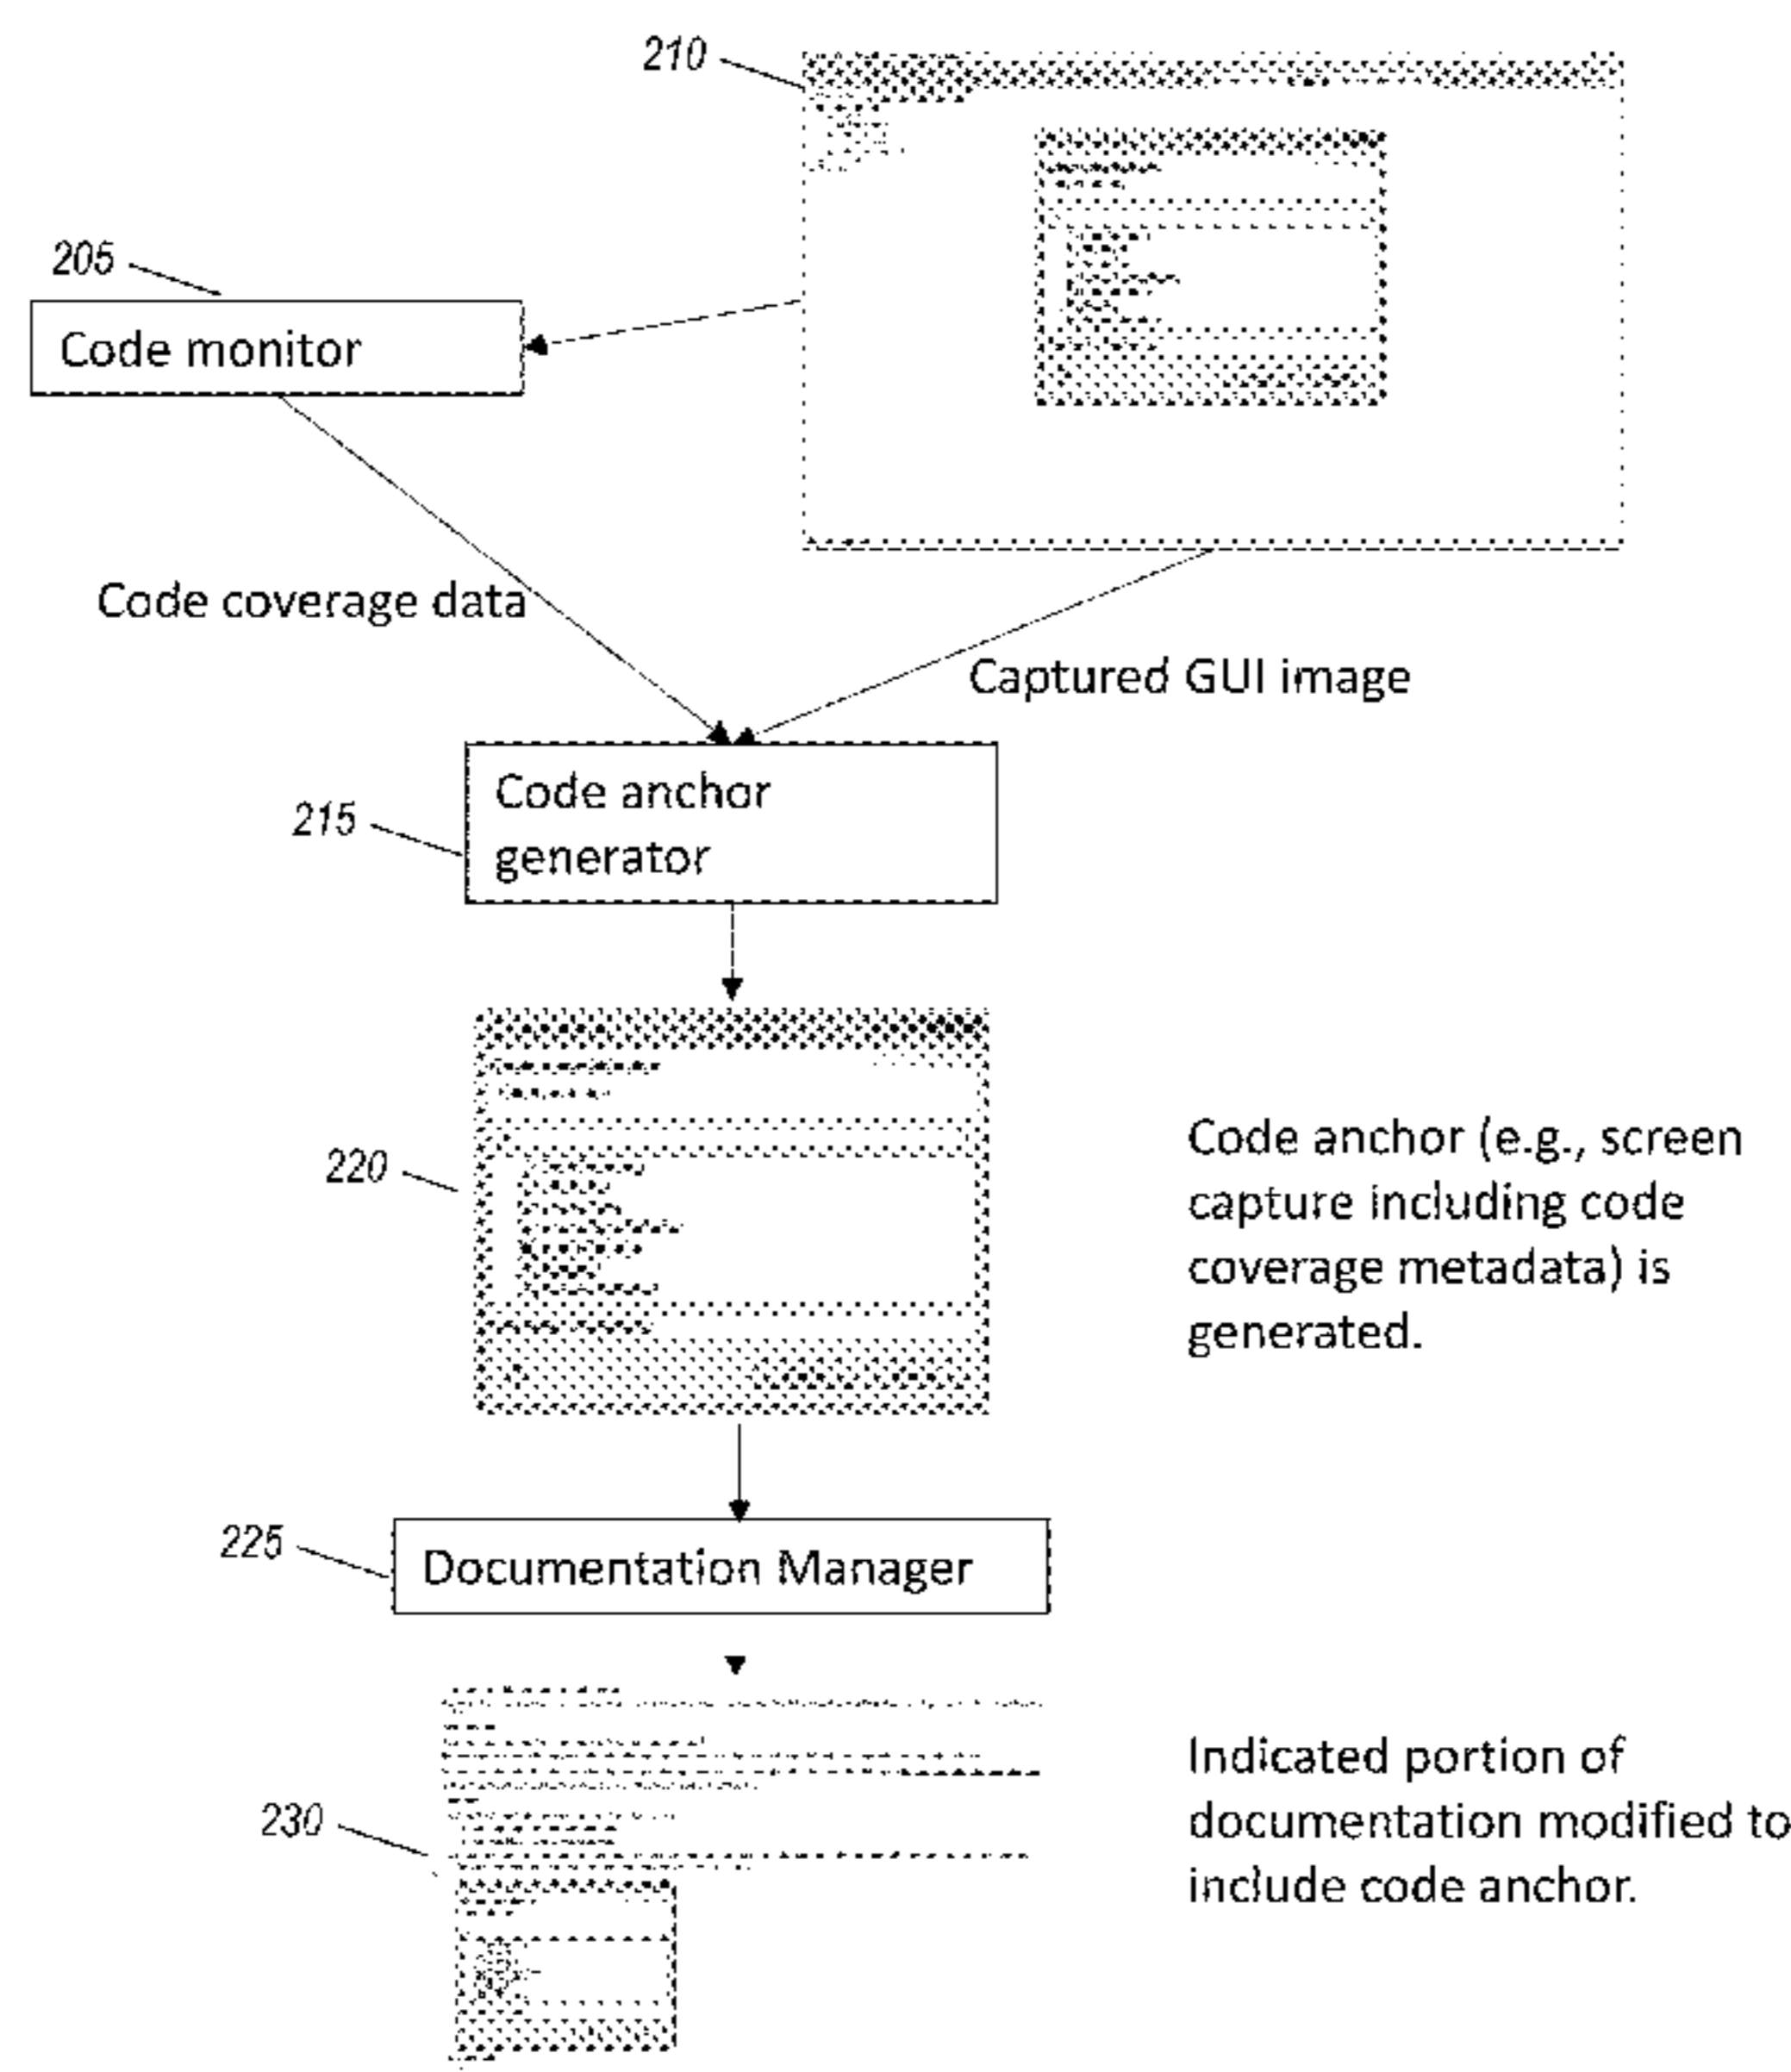 210
205
Code monitor
Code coverage data
Captured GUI image
215
Code anchor
generator
220
Code anchor (e.g., screen
capture including code
coverage metadata) is
generated.
225
Documentation Manager
230
Indicated portion of
documentation modified to
include code anchor.